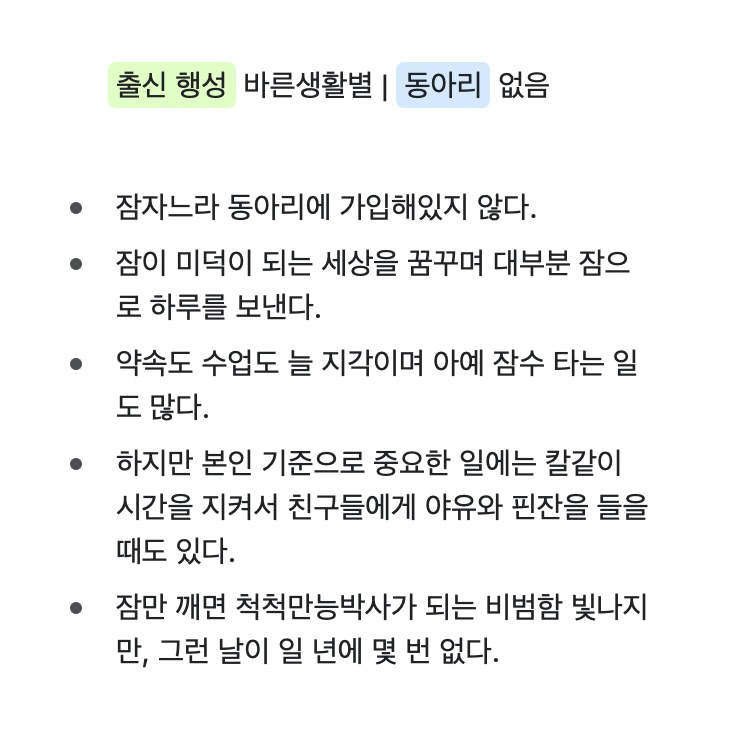 출신 행성 바른생활별 | 동아리 없음
잠자느라 동아리에 가입해있지 않다.
잠이 미덕이 되는 세상을 꿈꾸며 대부분 잠으
로 하루를 보낸다.
약속도 수업도 늘 지각이며 아예 잠수 타는 일
도 많다.
하지만 본인 기준으로 중요한 일에는 칼같이
시간을 지켜서 친구들에게 야유와 핀잔을 들을
때도 있다.
잠만 깨면 척척만능박사가 되는 비범함 빛나지
만, 그런 날이 일 년에 몇 번 없다.